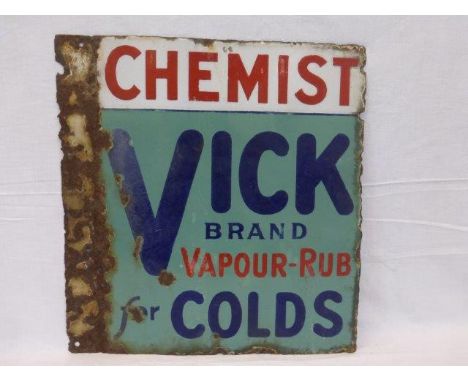 CHEMIST
VICK
BRAND
VAPOUR-RUB
for COLDS